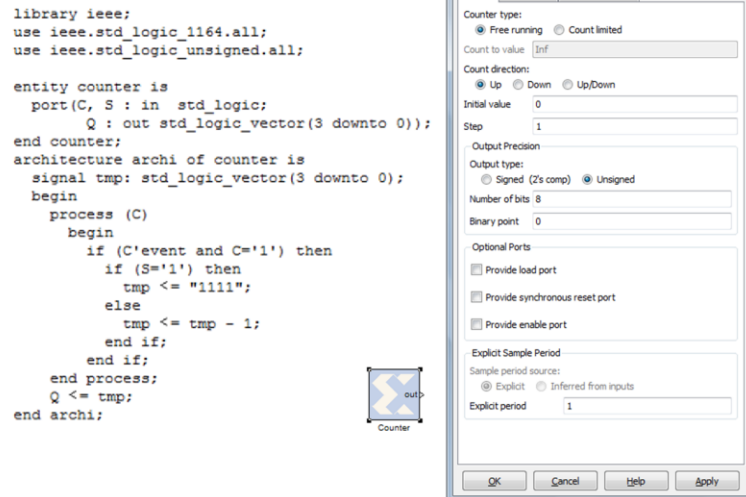 library ieee;
use ieee.std_logic_1164.all;
use ieee.std_logic_unsigned.all;
entity counter is
port(C, S : in std_logic;
Q : out std_logic_vector(3 downto 0));
end counter;
architecture archi of counter is
signal tmp: std_logic_vector(3 downto 0);
begin
process (C)
begin
if (C'event and C='1') then
if (S='1') then
tmp <= "1111";
else
tmp <= tmp - 1;
end if;
end if;
end process;
Q <= tmp;
end archi;
out
Counter
Counter type:
Free running Count limited
Count to value Inf
Count direction:
Up Down Up/Down
Initial value 0
Step 1
Output Precision
Output type:
Signed (2's comp) Unsigned
Number of bits 8
Binary point 0
Optional Ports
Provide load port
Provide synchronous reset port
Provide enable port
Explicit Sample Period
Sample period source:
Explicit Inferred from inputs
Explicit period 1
OK Cancel Help Apply